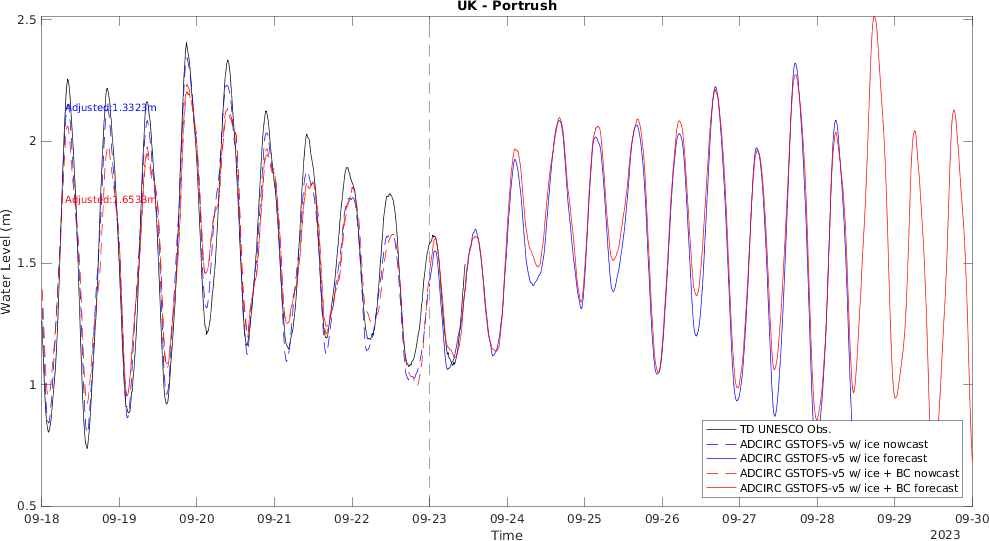 UK - Portrush
2.5
2
1.5
1
0.5
Water Level (m)
Adjusted:1.3323m
Adjusted:1.6533m
TD UNESCO Obs.
ADCIRC GSTOFS-v5 w/ ice nowcast
ADCIRC GSTOFS-v5 w/ ice forecast
ADCIRC GSTOFS-v5 w/ ice + BC nowcast
ADCIRC GSTOFS-v5 w/ ice + BC forecast
09-18 09-19 09-20 09-21 09-22 09-23 09-24 09-25 09-26 09-27 09-28 09-29 09-30
Time
2023